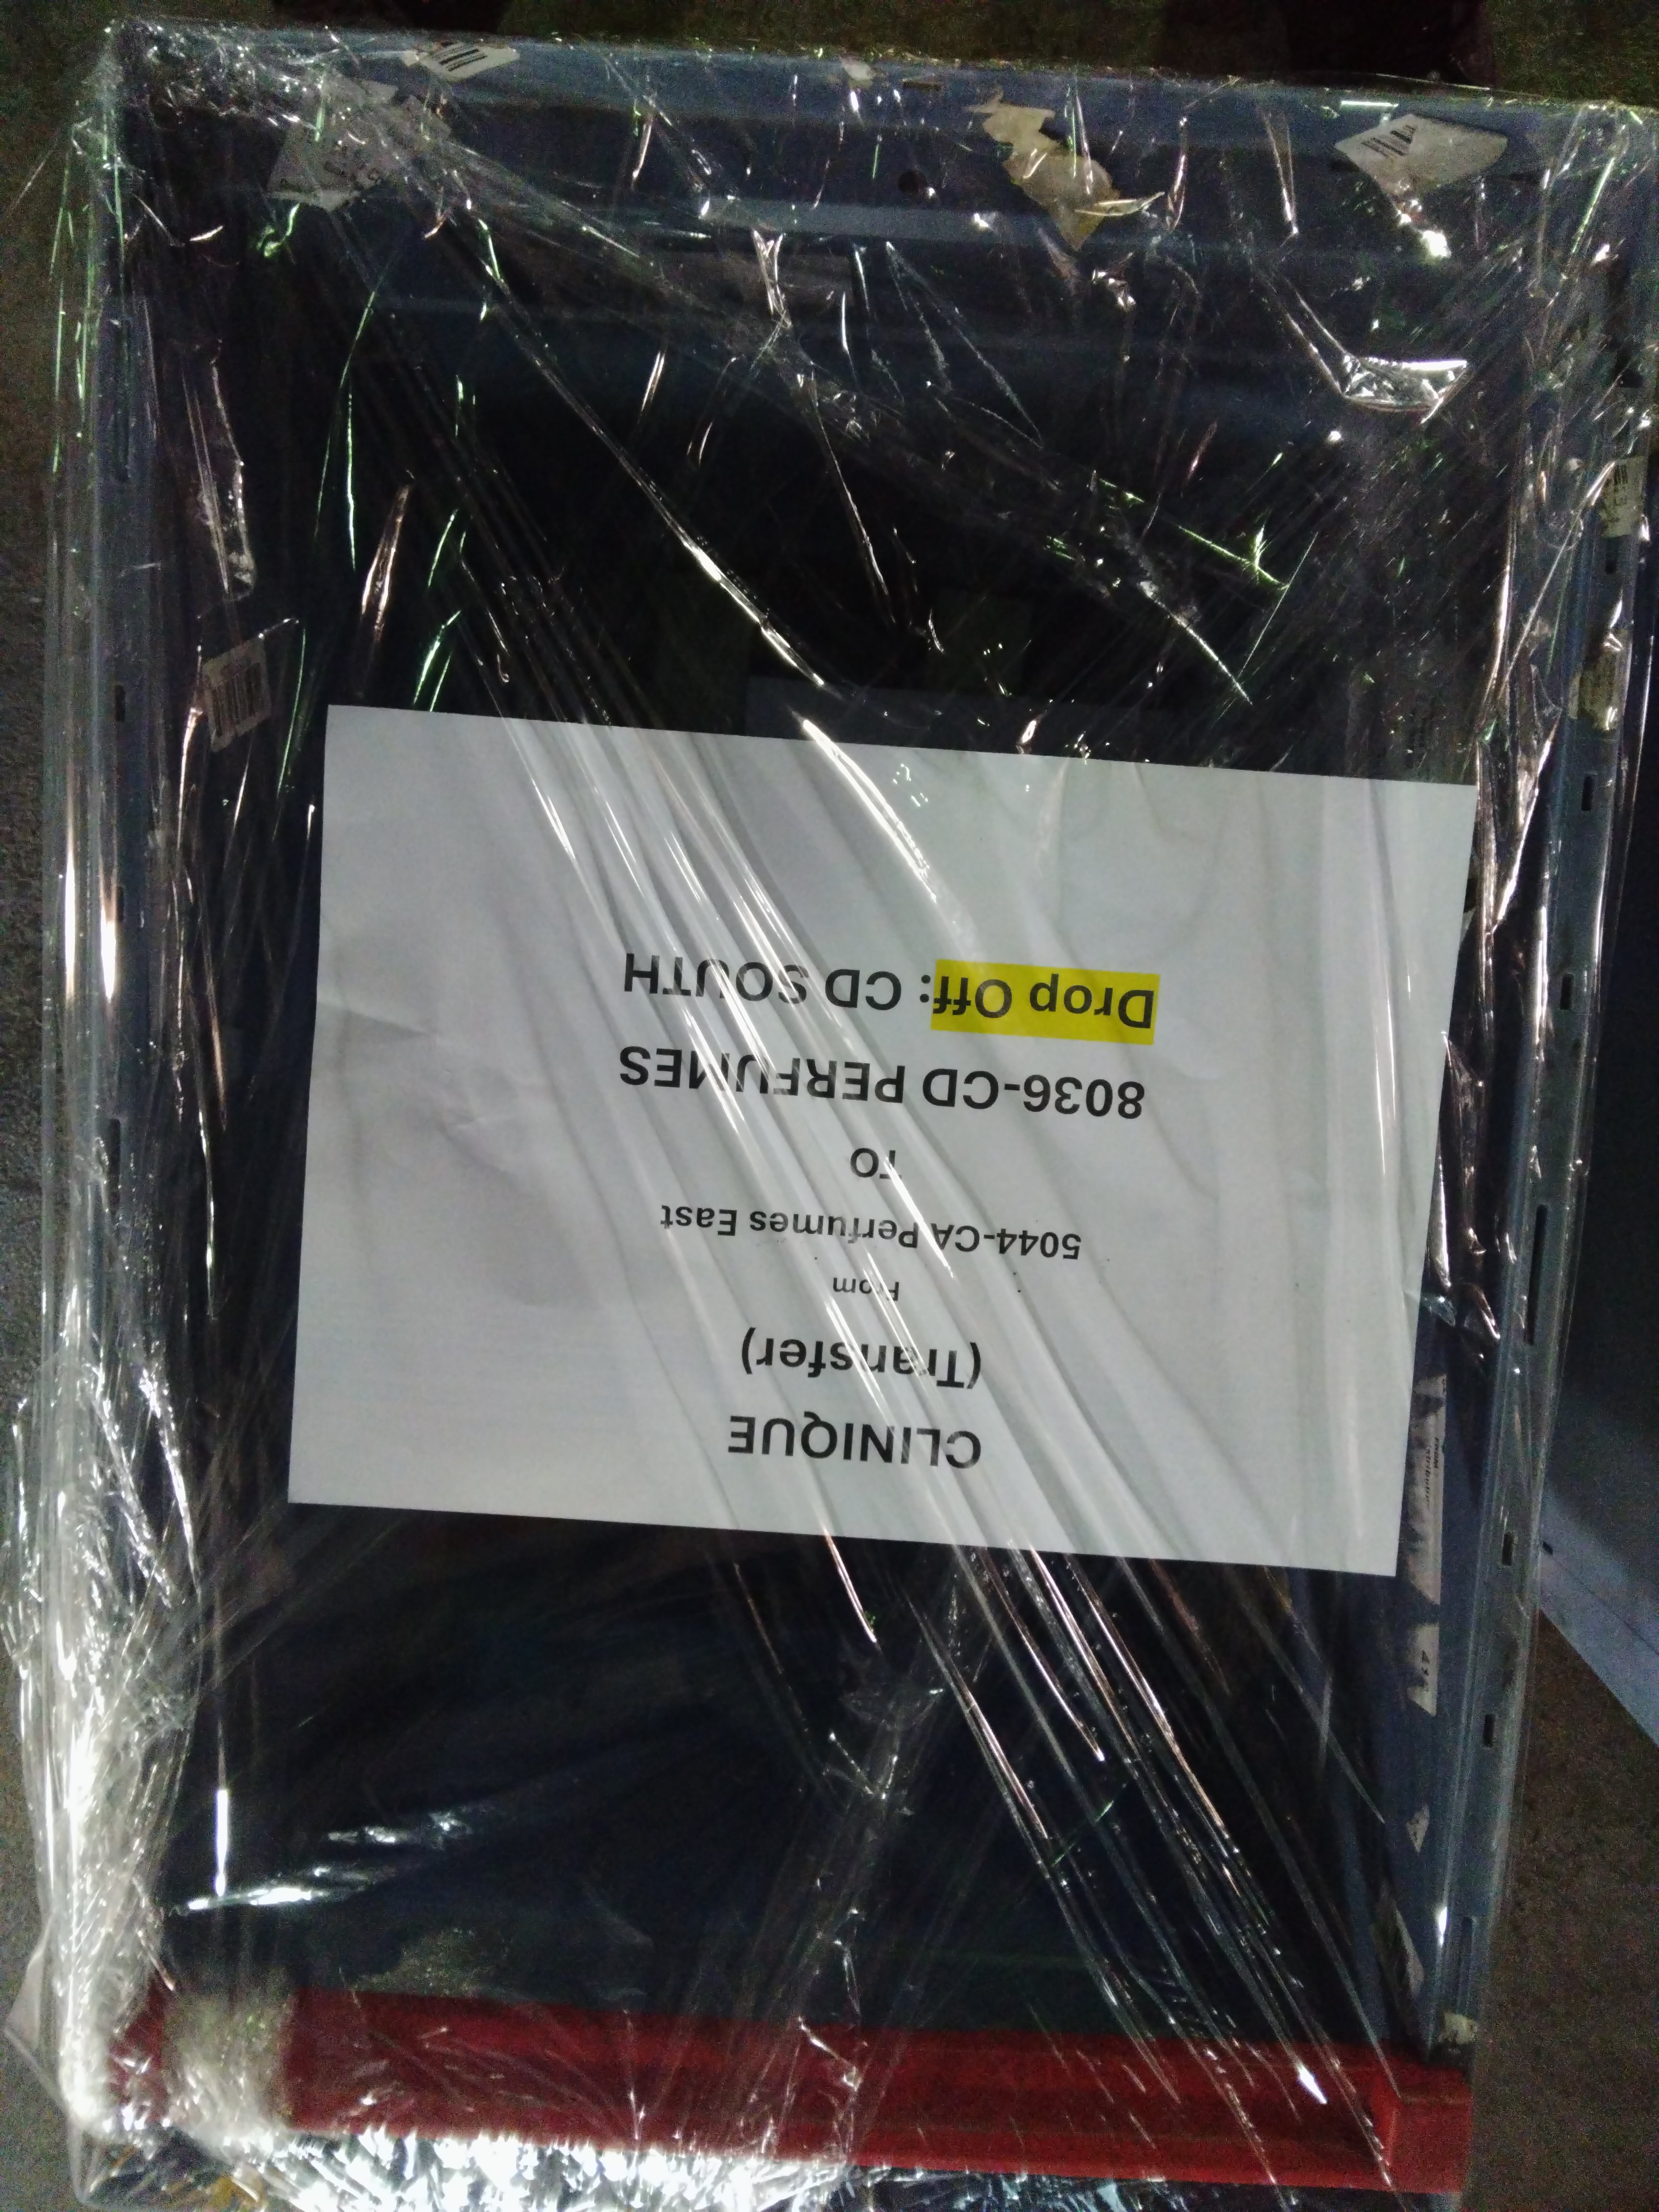 CLINIQUE
(Transfer)
From
5044-CA Perfumes East
TO
8036-CD PERFUMES
Drop Off: CD SOUTH